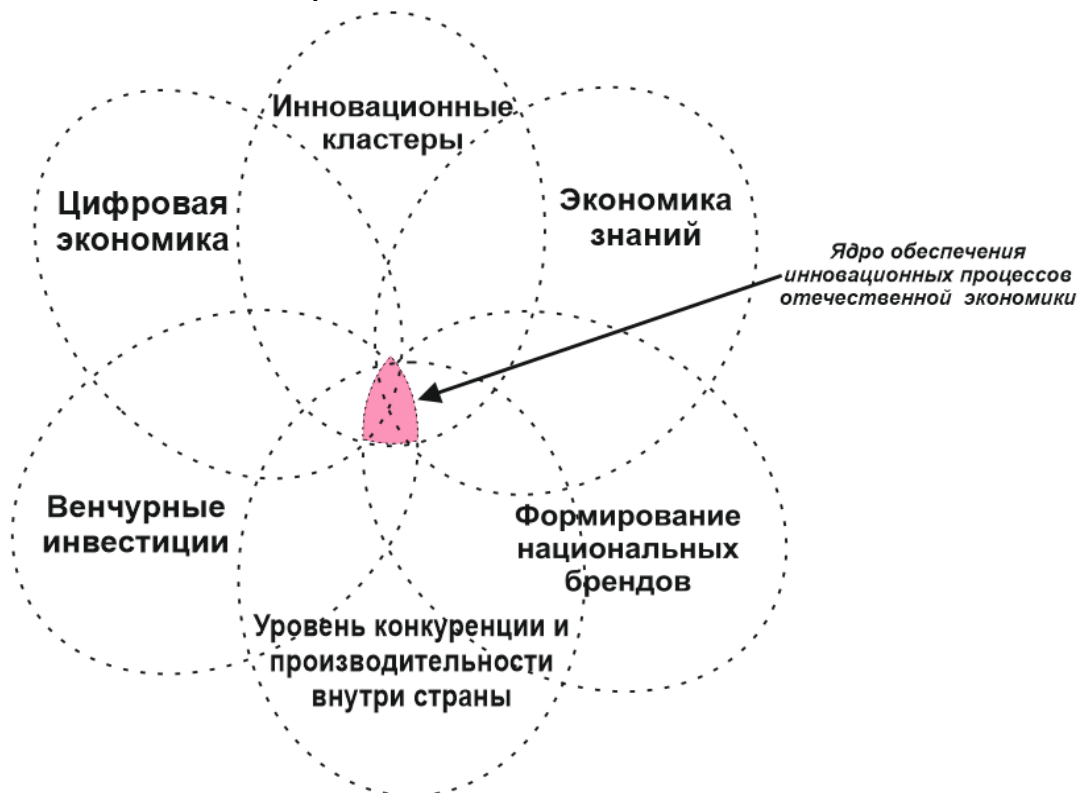 Инновационные
кластеры
Цифровая
экономика
Экономика
знаний
Ядро обеспечения
инновационных процессов
отечественной экономики
Венчурные
инвестиции
Формирование
национальных
брендов
Уровень конкуренции и
производительности
внутри страны